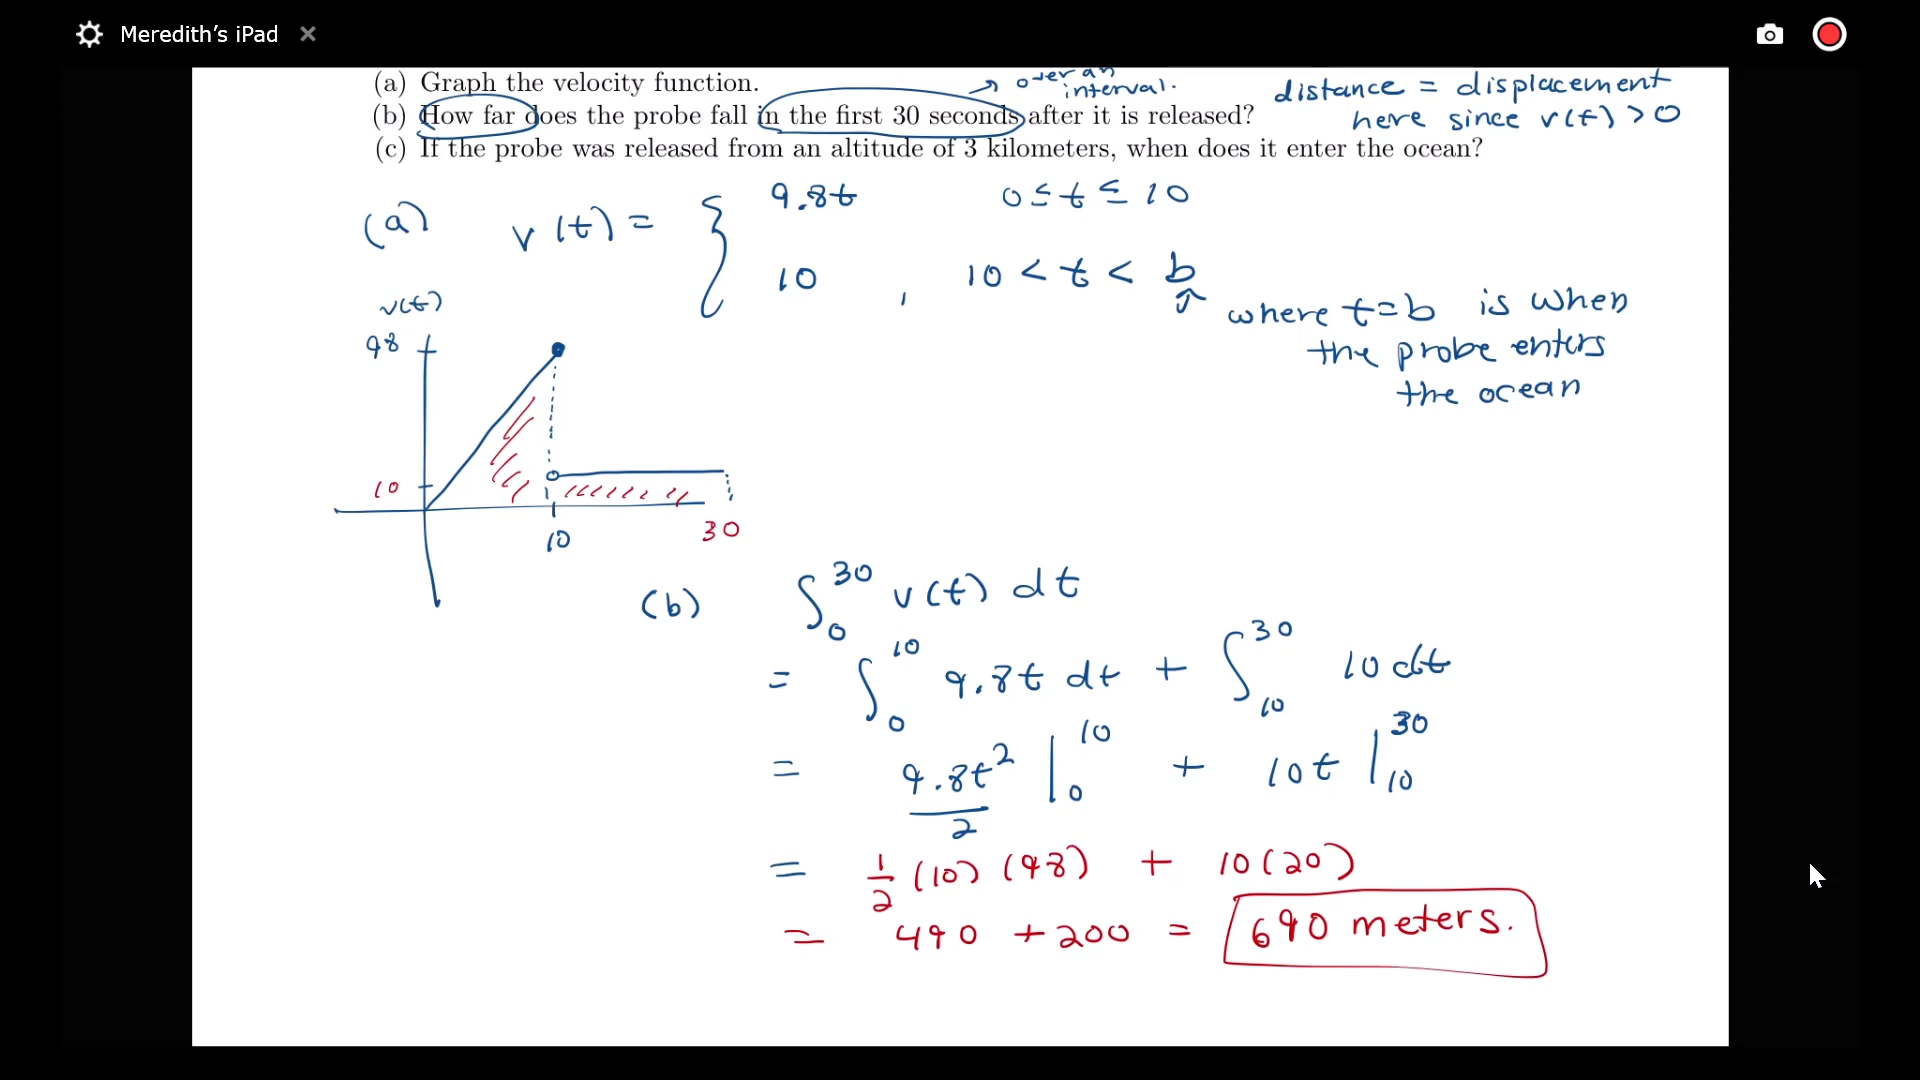 Meredith's iPad ×
(a) Graph the velocity function.
→ over an
interval.
distance = displacement
(b) How far does the probe fall in the first 30 seconds after it is released?
here since v(t) > 0
(c) If the probe was released from an altitude of 3 kilometers, when does it enter the ocean?
(a) v(t) = {
9.8t 0 ≤ t ≤ 10
10 , 10 < t < b
↑ where t=b is when
the probe enters
the ocean
v(t)
98
10
10
30
(b) ∫₀³⁰ v(t) dt
= ∫₀¹⁰ 9.8t dt + ∫₁₀³⁰ 10 dt
= 9.8t²/2 |₀¹⁰ + 10t |₁₀³⁰
= 1/2 (10) (98) + 10(20)
= 490 + 200 = 690 meters.